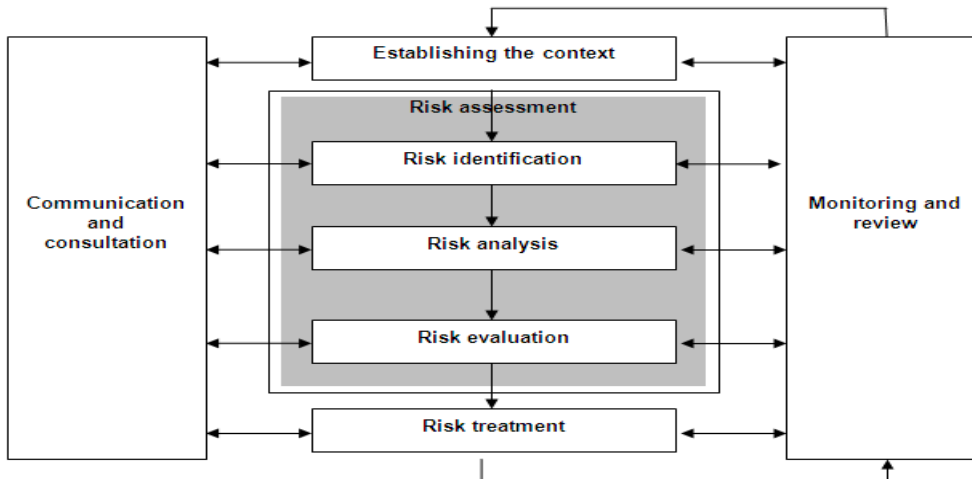 Establishing the context
Risk assessment
Risk identification
Communication
and
consultation
Monitoring and
review
Risk analysis
Risk evaluation
Risk treatment